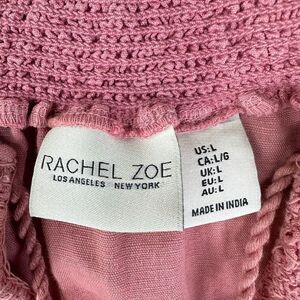 RACHEL ZOE
LOS ANGELES NEW YORK
US:L
CA:L/G
UK:L
EU:L
AU:L
MADE IN INDIA